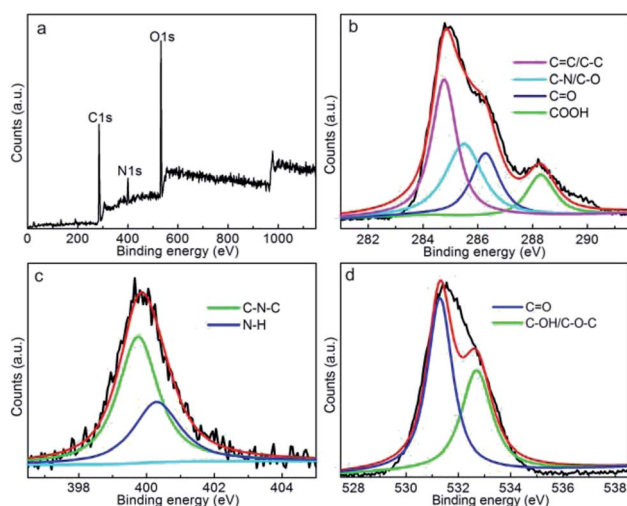 a
O1s
C1s
N1s
Counts (a.u.)
0 200 400 600 800 1000
Binding energy (eV)
b
C=C/C-C
C-N/C-O
C=O
COOH
Counts (a.u.)
282 284 286 288 290
Binding energy (eV)
c
C-N-C
N-H
Counts (a.u.)
398 400 402 404
Binding energy (eV)
d
C=O
C-OH/C-O-C
Counts (a.u.)
528 530 532 534 536 538
Binding energy (eV)